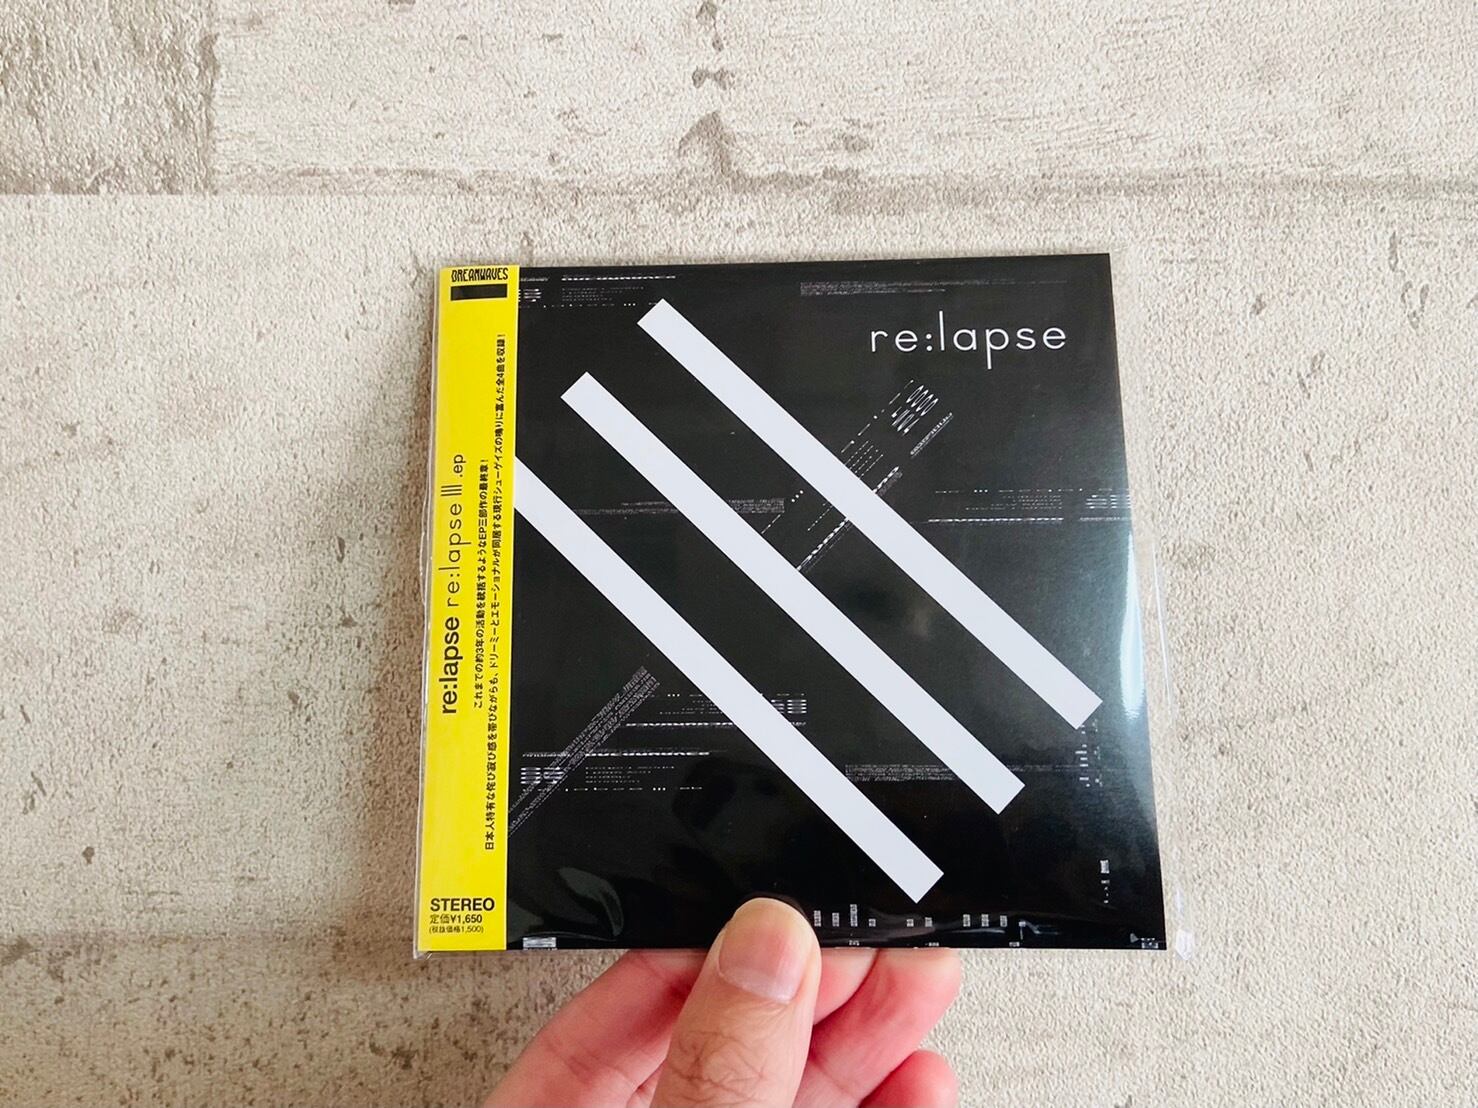 DREAMWAVES
re:lapse
re:lapse re:lapse III .ep
これまでの約3年の活動を統括するようなEP三部作の最終章！
日本人特有な侘び寂び感を帯びながらも、ドリーミーとエモーショナルが同居する現行シューゲイズの鳴りに富んだ全4曲を収録！
STEREO
定価¥1,650
(税抜価格1,500)